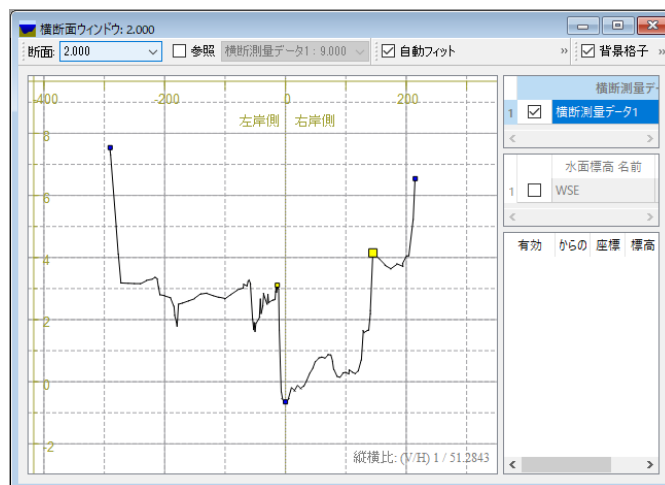 横断面ウィンドウ: 2.000
断面: 2.000 参照 横断測量データ1 : 9.000 » 自動フィット » 背景格子 »
-400 -200 0 200
左岸側 右岸側
8
6
4
2
0
-2
縦横比: (V/H) 1 / 51.2843
横断測量デー
1 横断測量データ1
水面標高 名前
1 WSE
有効 からの 座標 標高